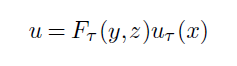 u = F_τ(y, z)u_τ(x)